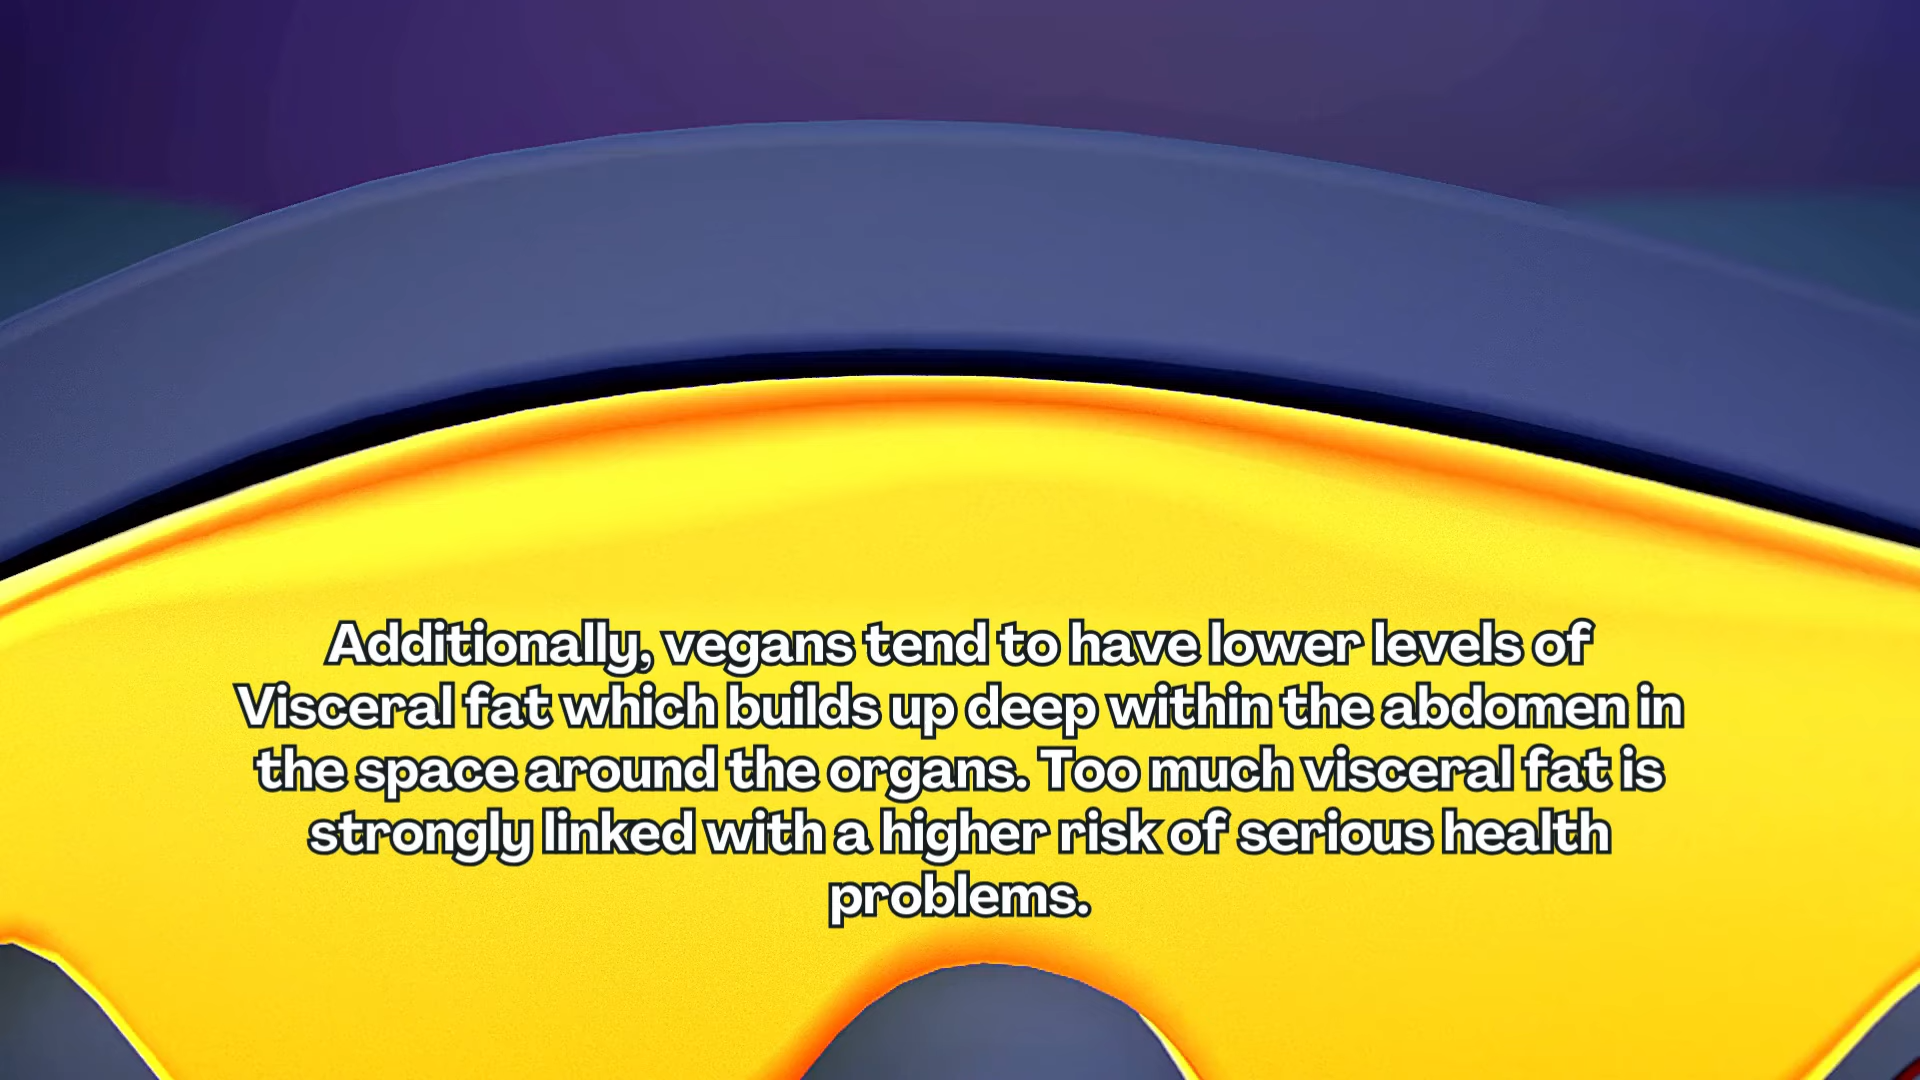 Additionally, vegans tend to have lower levels of
Visceral fat which builds up deep within the abdomen in
the space around the organs. Too much visceral fat is
strongly linked with a higher risk of serious health
problems.